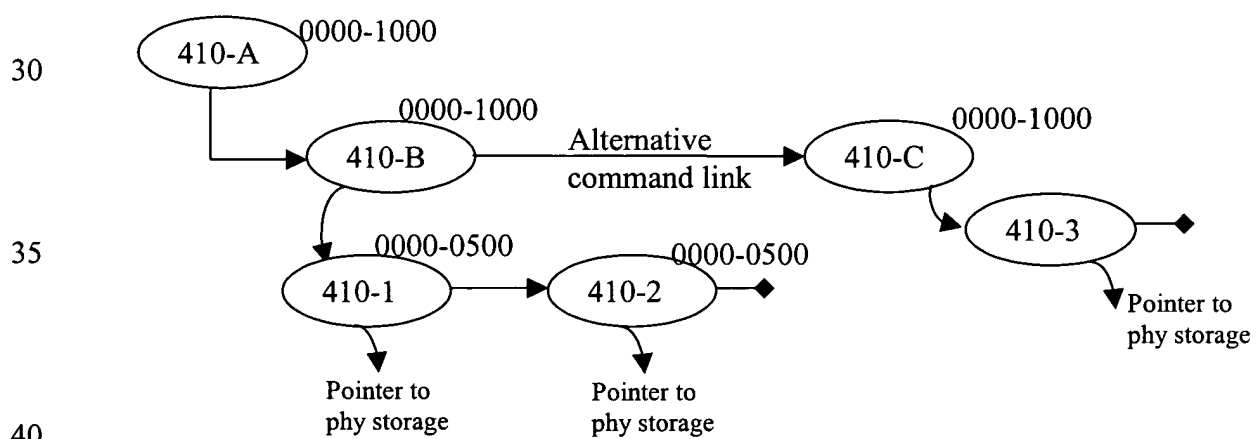 0000-1000
410-A
30
0000-1000
0000-1000
Alternative
410-B
410-C
command link
410-3
35
0000-0500
0000-0500
410-1
410-2
Pointer to
phy storage
Pointer to
phy storage
Pointer to
phy storage
40